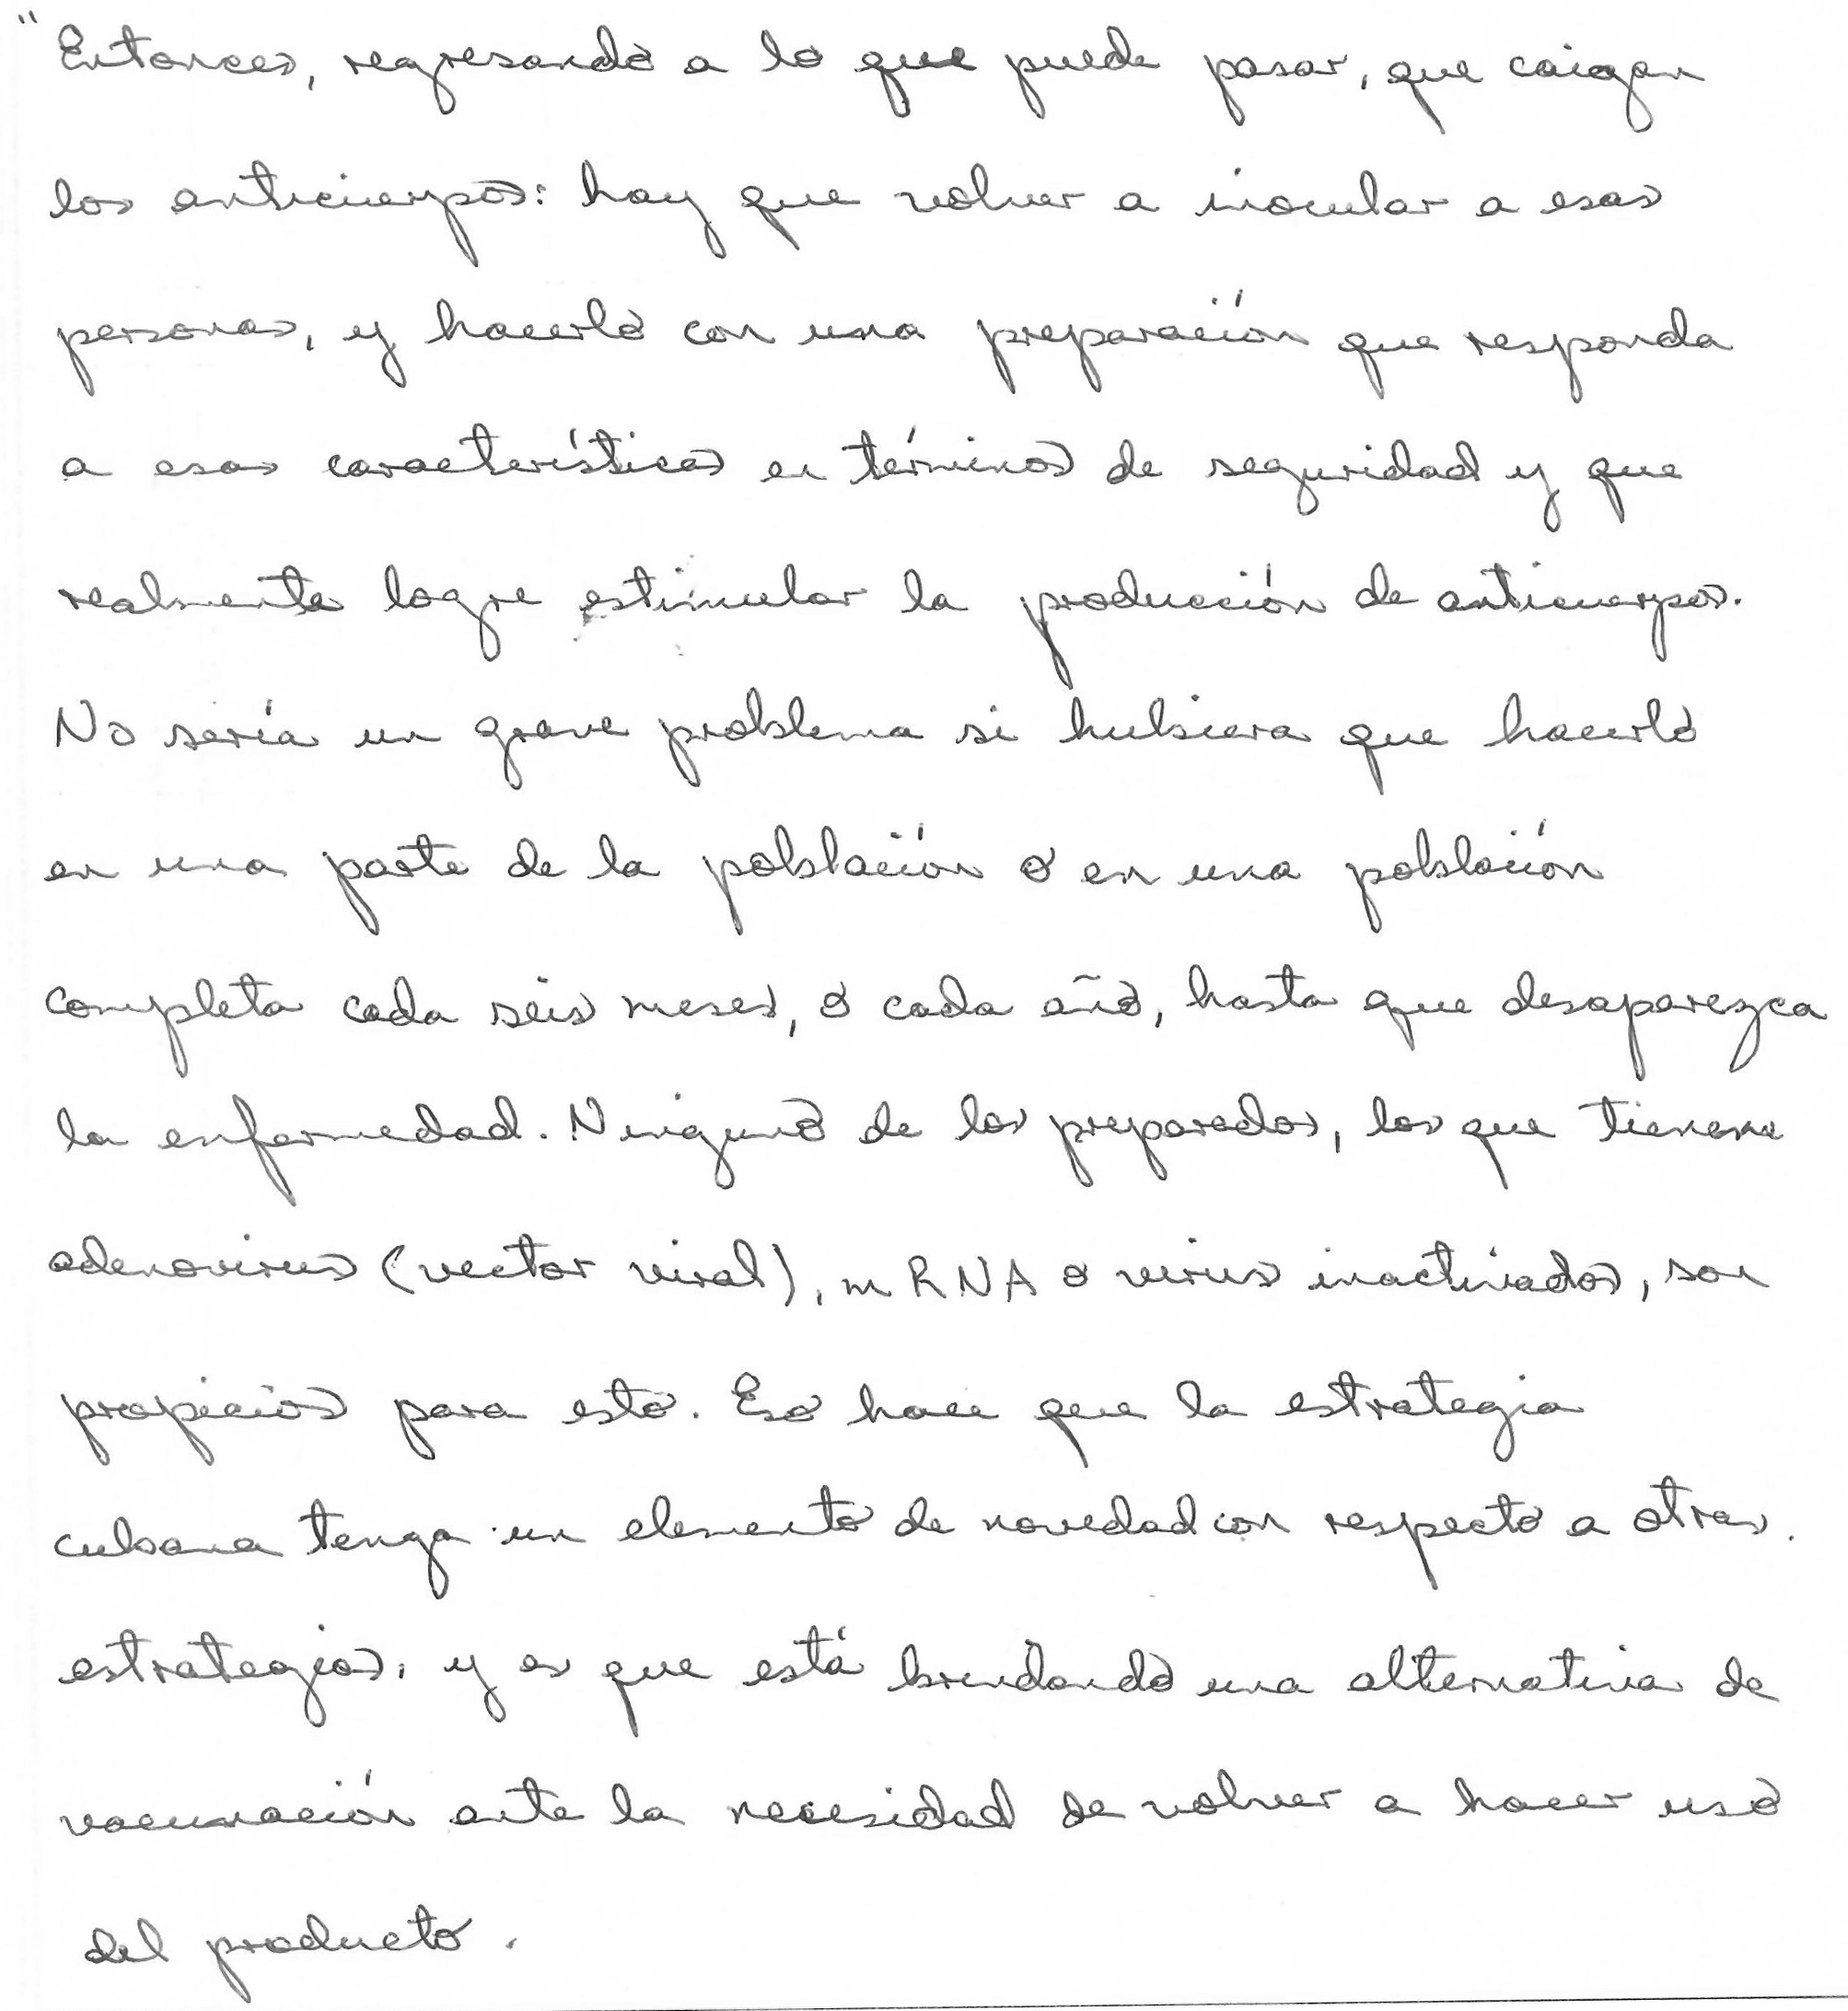 "Entonces, regresando a lo que puede pasar, que caigan
los anticuerpos: hay que volver a inocular a esas
personas, y hacerlo con una preparación que responda
a esas características en términos de seguridad y que
realmente logre estimular la producción de anticuerpos.
No sería un grave problema si hubiera que hacerlo
en una parte de la población o en una población
completa cada seis meses, o cada año, hasta que desaparezca
la enfermedad. Ninguno de los preparados, los que tienen
adenovirus (vector viral), mRNA o virus inactivados, son
propicios para esto. Eso hace que la estrategia
cubana tenga un elemento de novedad con respecto a otras.
estrategias, y es que está brindando una alternativa de
vacunación ante la necesidad de volver a hacer uso
del producto.